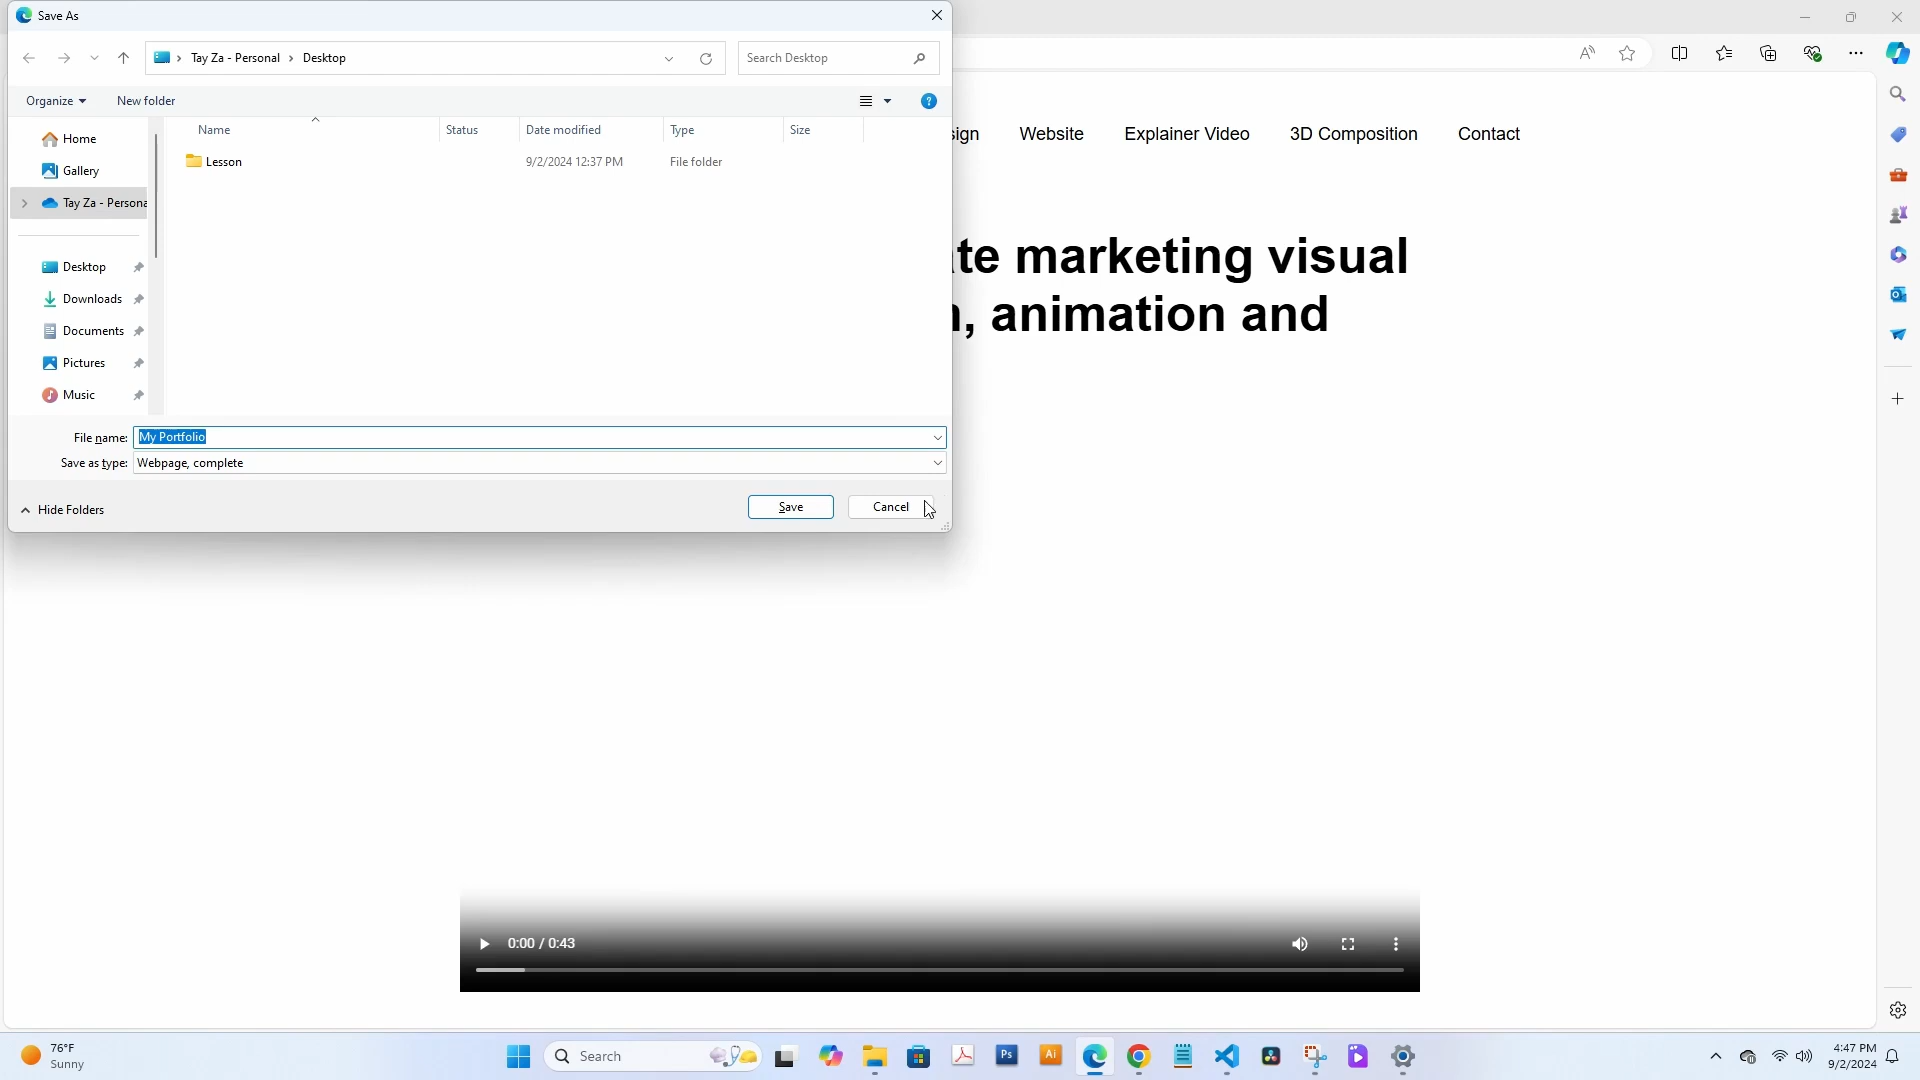 Save As
Tay Za - Personal > Desktop
Search Desktop
Organize
New folder
Name Status Date modified Type Size
Home
Lesson 9/2/2024 12:37 PM File folder
Gallery
Tay Za - Persona
Desktop
Downloads
Documents
Pictures
Music
File name: My Portfolio
Save as type: Webpage, complete
Hide Folders
Save
Cancel
sign Website Explainer Video 3D Composition Contact
te marketing visual
, animation and
0:00 / 0:43
76°F
Sunny
Search
Ps
Ai
4:47 PM
9/2/2024